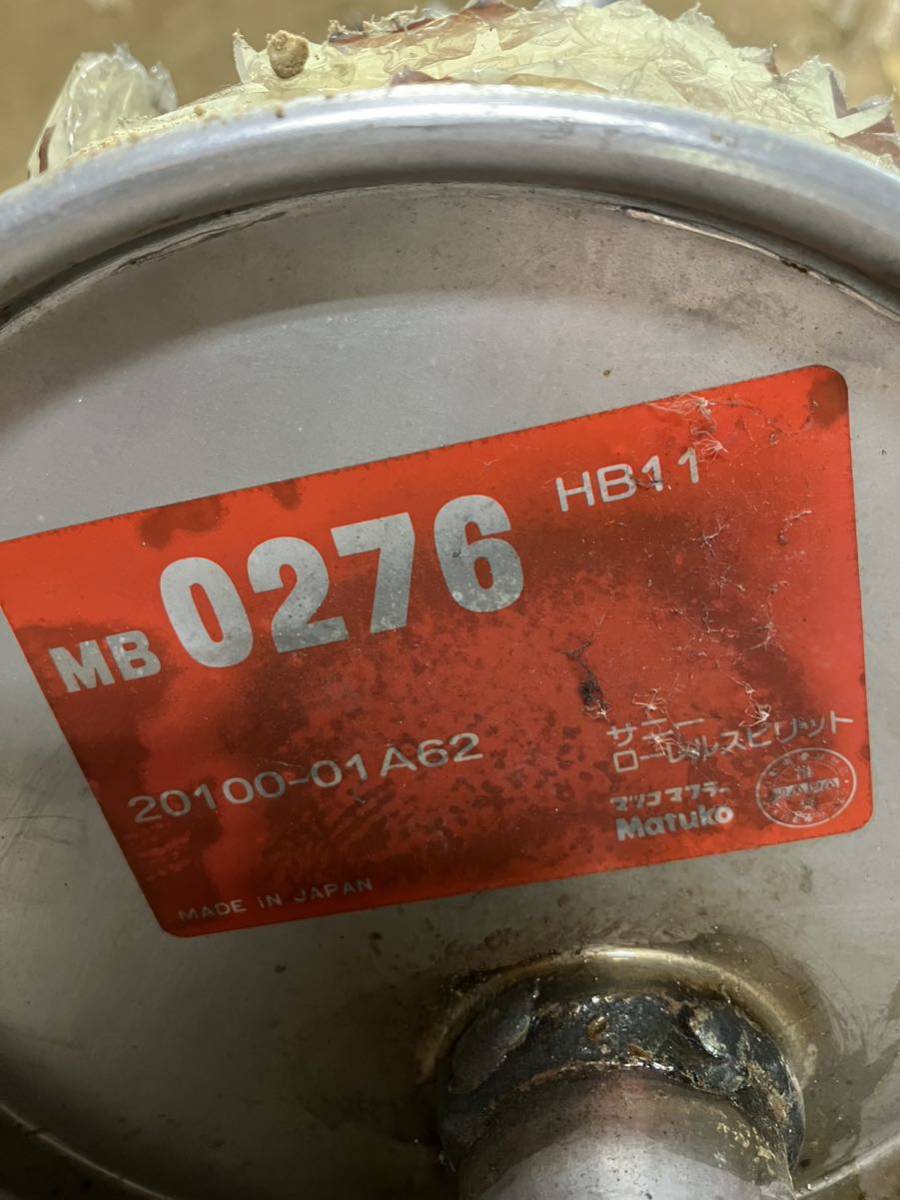 HB11
MB 0276
20100-01A62
サニー
ローレルスピリット
マツコマフラー
Matuko
MADE IN JAPAN